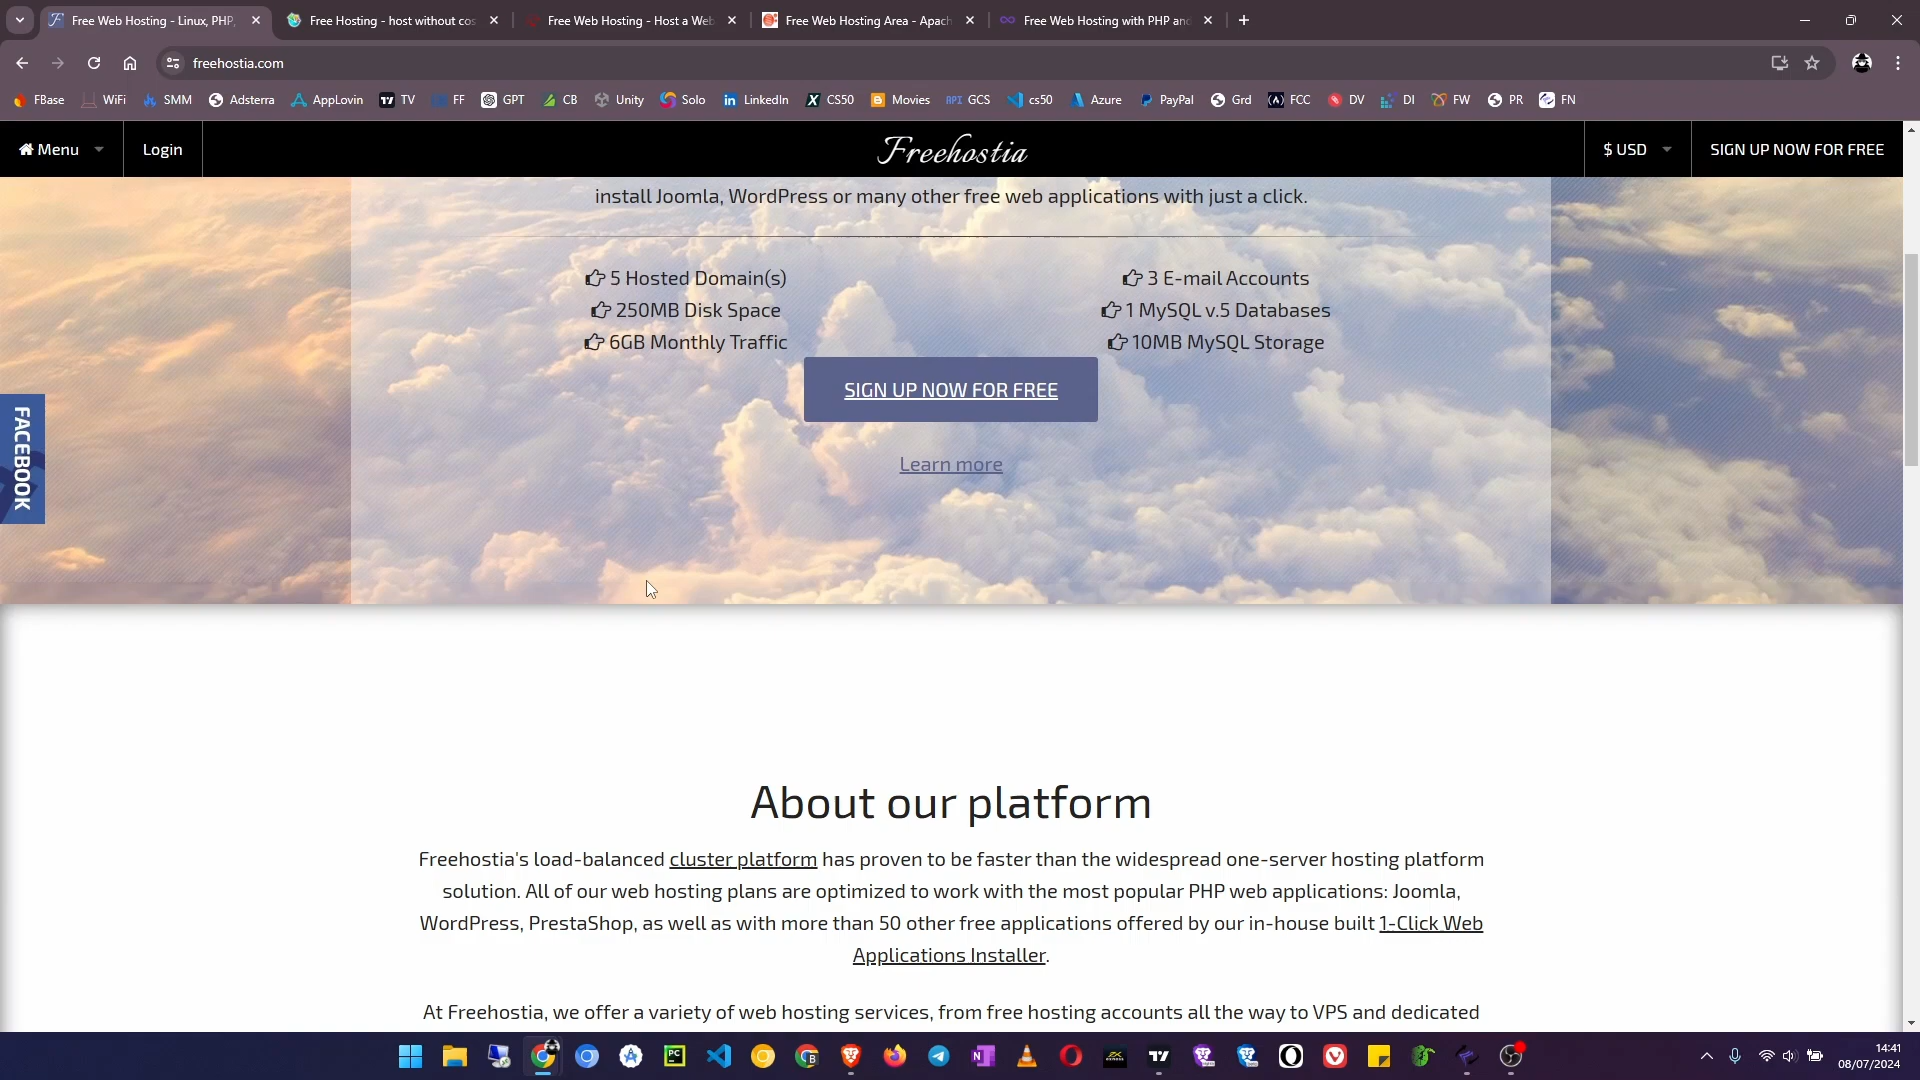 Free Web Hosting - Linux, PHP,
Free Hosting - host without cos
Free Web Hosting - Host a Web
Free Web Hosting Area - Apach
Free Web Hosting with PHP and
freehostia.com
FBase
WiFi
SMM
Adsterra
AppLovin
TV
FF
GPT
CB
Unity
Solo
LinkedIn
CS50
Movies
API GCS
cs50
Azure
PayPal
Grd
FCC
DV
DI
FW
PR
FN
Menu
Login
Freehostia
$ USD
SIGN UP NOW FOR FREE
install Joomla, WordPress or many other free web applications with just a click.
5 Hosted Domain(s)
250MB Disk Space
6GB Monthly Traffic
3 E-mail Accounts
1 MySQL v.5 Databases
10MB MySQL Storage
SIGN UP NOW FOR FREE
Learn more
FACEBOOK
About our platform
Freehostia's load-balanced cluster platform has proven to be faster than the widespread one-server hosting platform
solution. All of our web hosting plans are optimized to work with the most popular PHP web applications: Joomla,
WordPress, PrestaShop, as well as with more than 50 other free applications offered by our in-house built 1-Click Web
Applications Installer.
At Freehostia, we offer a variety of web hosting services, from free hosting accounts all the way to VPS and dedicated
14:41
08/07/2024